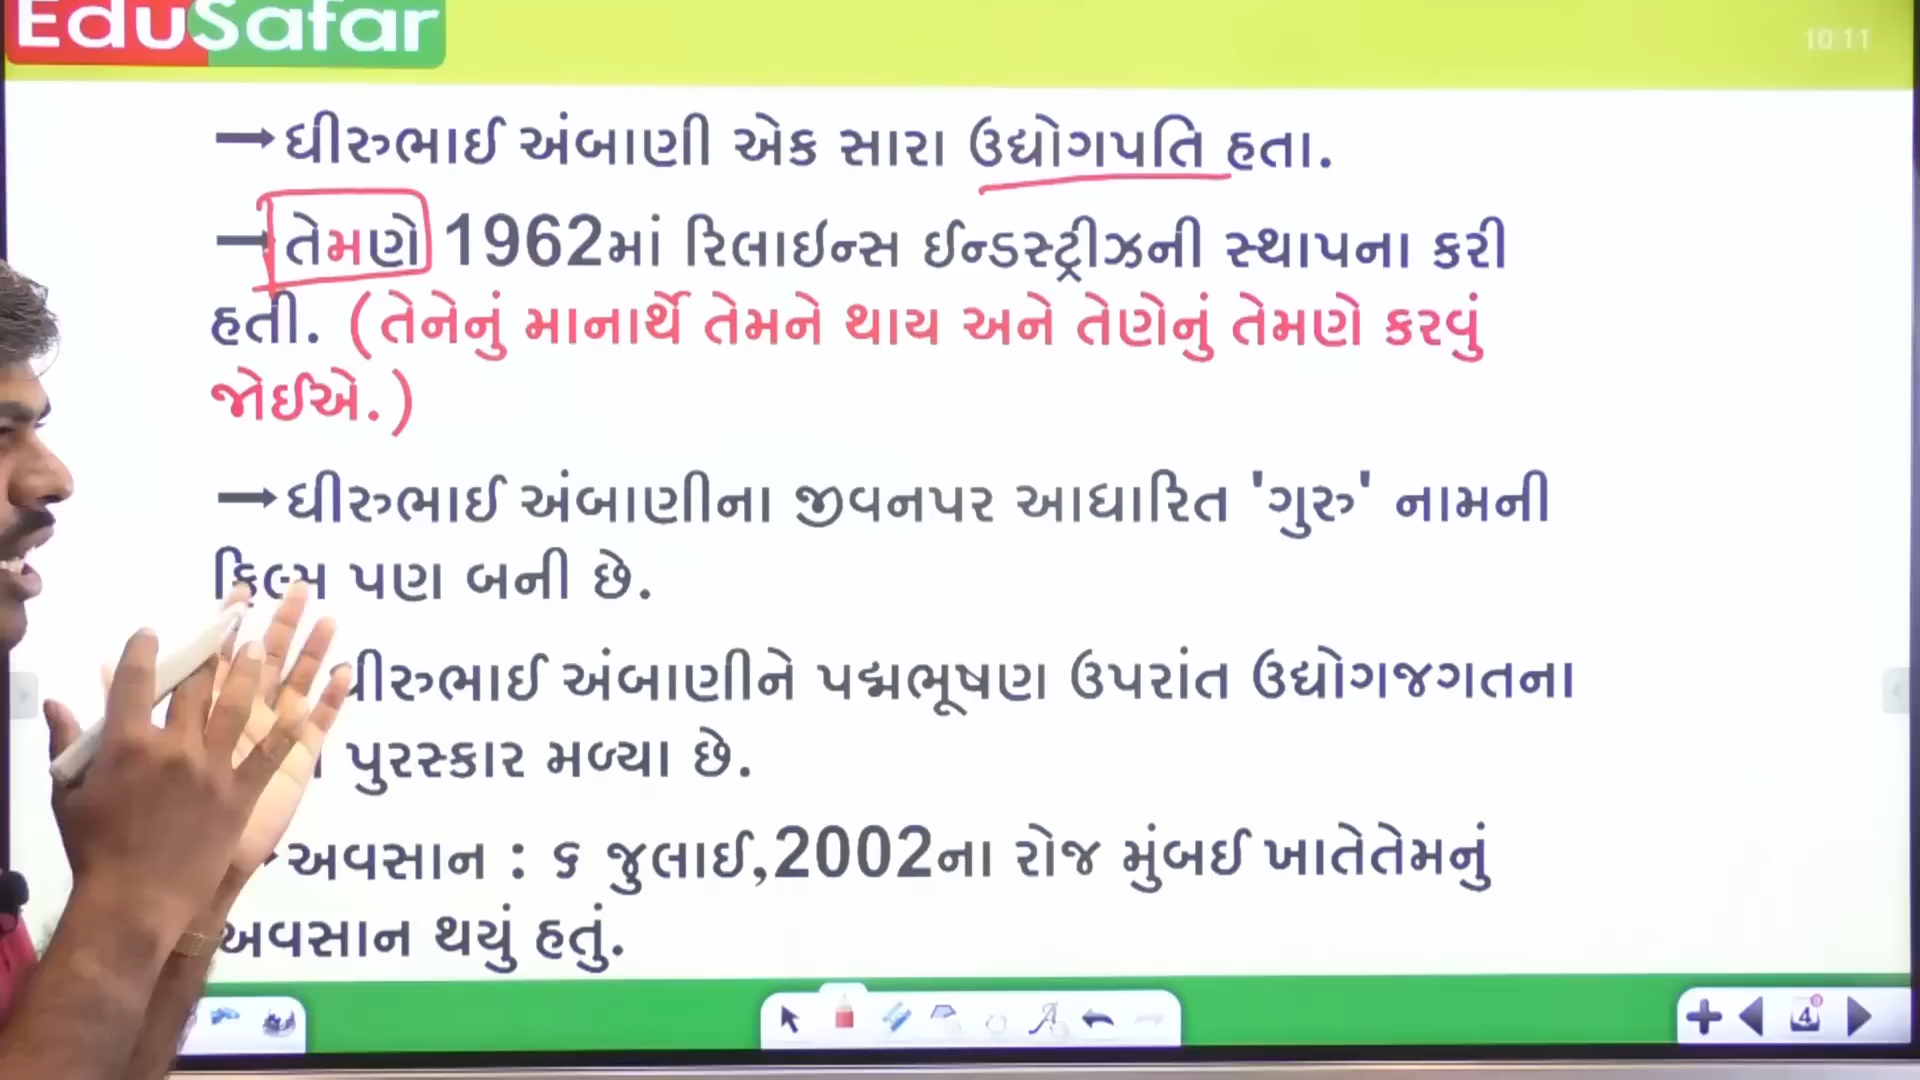 EduSafar
10:11
→ ધીરુભાઈ અંબાણી એક સારા ઉદ્યોગપતિ હતા.
→ તેમણે 1962માં રિલાઇન્સ ઈન્ડસ્ટ્રીઝની સ્થાપના કરી
હતી. (તેનેનું માનાર્થે તેમને થાય અને તેણેનું તેમણે કરવું
જોઈએ.)
→ ધીરુભાઈ અંબાણીના જીવનપર આધારિત 'ગુરુ' નામની
ફિલ્મ પણ બની છે.
ધીરુભાઈ અંબાણીને પદ્મભૂષણ ઉપરાંત ઉદ્યોગજગતના
પુરસ્કાર મળ્યા છે.
અવસાન : ૬ જુલાઈ,2002ના રોજ મુંબઈ ખાતેતેમનું
અવસાન થયું હતું.
4